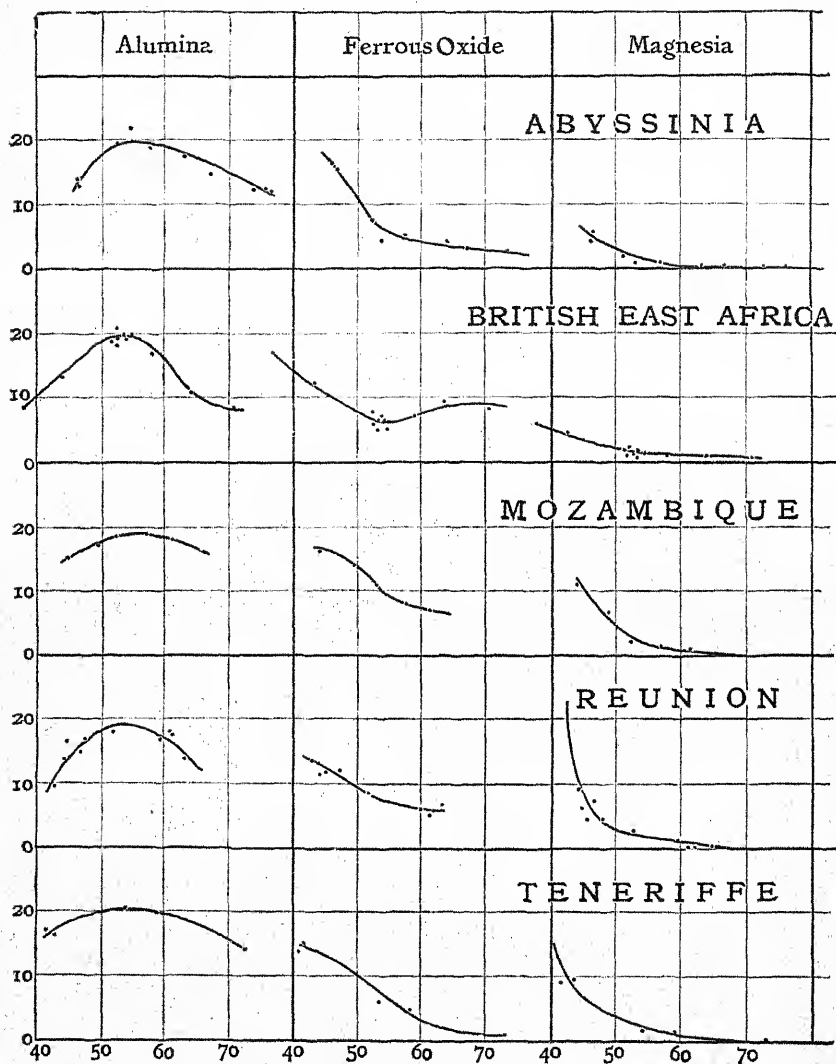 Alumina Ferrous Oxide Magnesia
ABYSSINIA
20
10
0
BRITISH EAST AFRICA
20
10
0
MOZAMBIQUE
20
10
0
REUNION
20
10
0
TENERIFFE
20
10
0
40 50 60 70 40 50 60 70 40 50 60 70